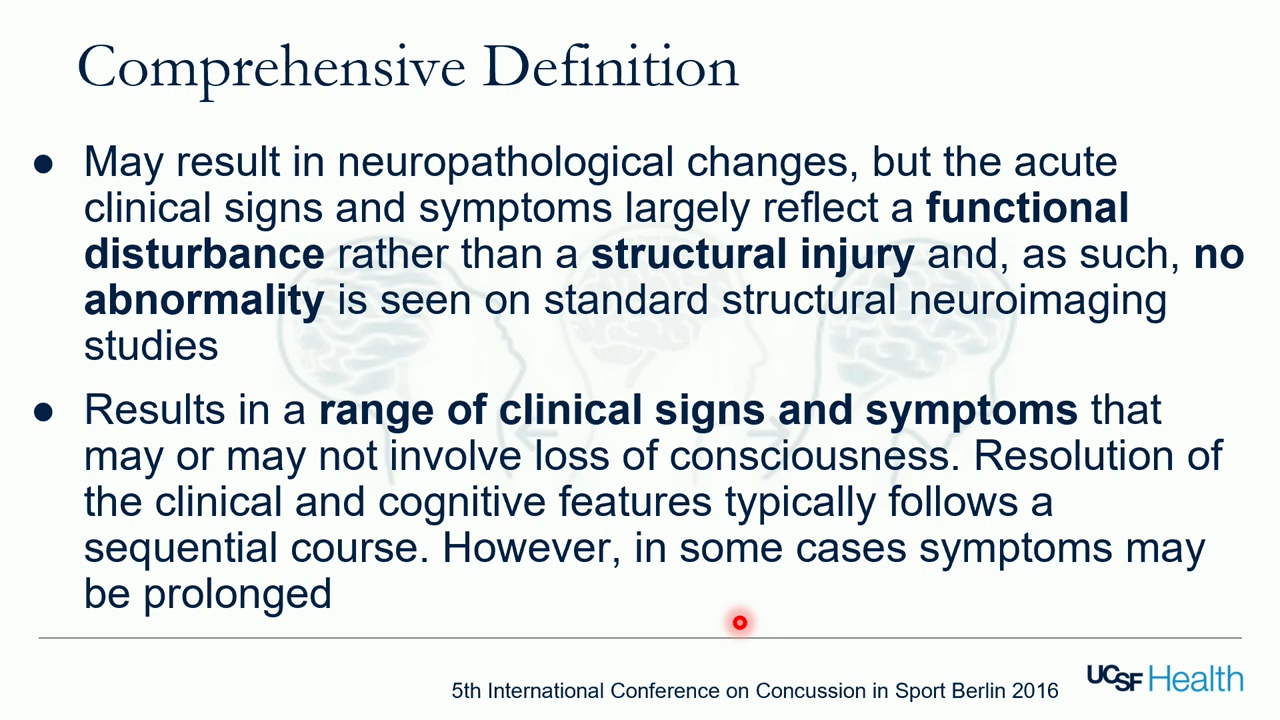 Comprehensive Definition
● May result in neuropathological changes, but the acute
clinical signs and symptoms largely reflect a functional
disturbance rather than a structural injury and, as such, no
abnormality is seen on standard structural neuroimaging
studies
● Results in a range of clinical signs and symptoms that
may or may not involve loss of consciousness. Resolution of
the clinical and cognitive features typically follows a
sequential course. However, in some cases symptoms may
be prolonged
5th International Conference on Concussion in Sport Berlin 2016
UCSF Health